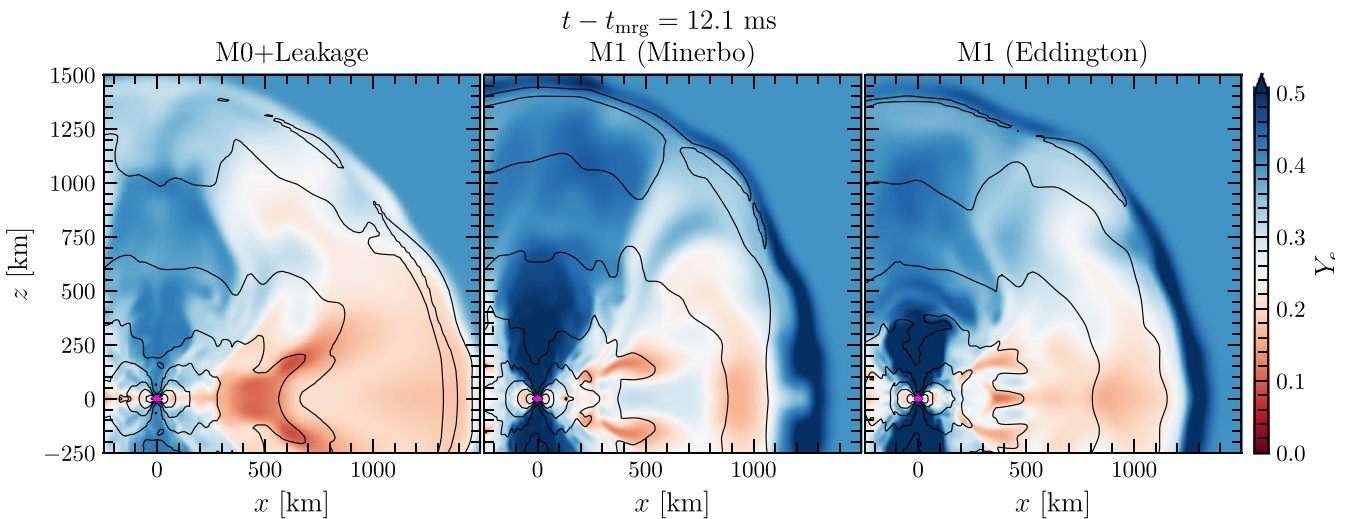 t − t_mrg = 12.1 ms
M0+Leakage M1 (Minerbo) M1 (Eddington)
1500
1250
1000
750
500
250
0
−250
z [km]
0 500 1000 0 500 1000 0 500 1000
x [km] x [km] x [km]
0.5
0.4
0.3
0.2
0.1
0.0
Y_e